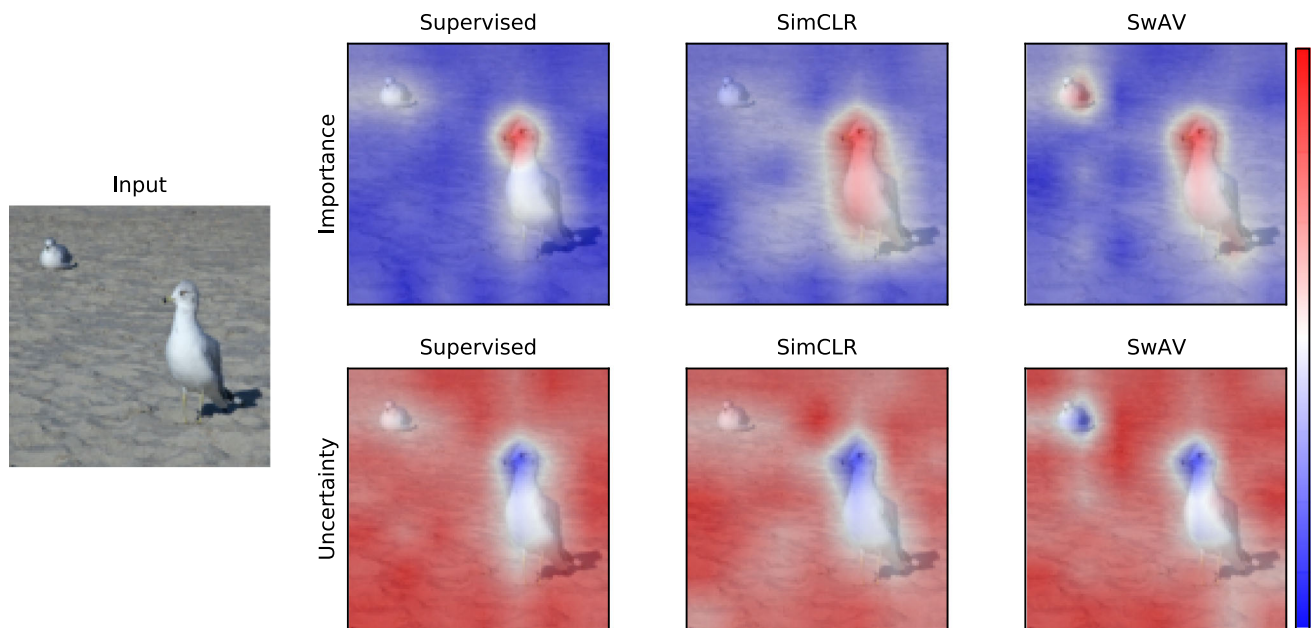 Supervised
SimCLR
SwAV
Importance
Input
Supervised
SimCLR
SwAV
Uncertainty